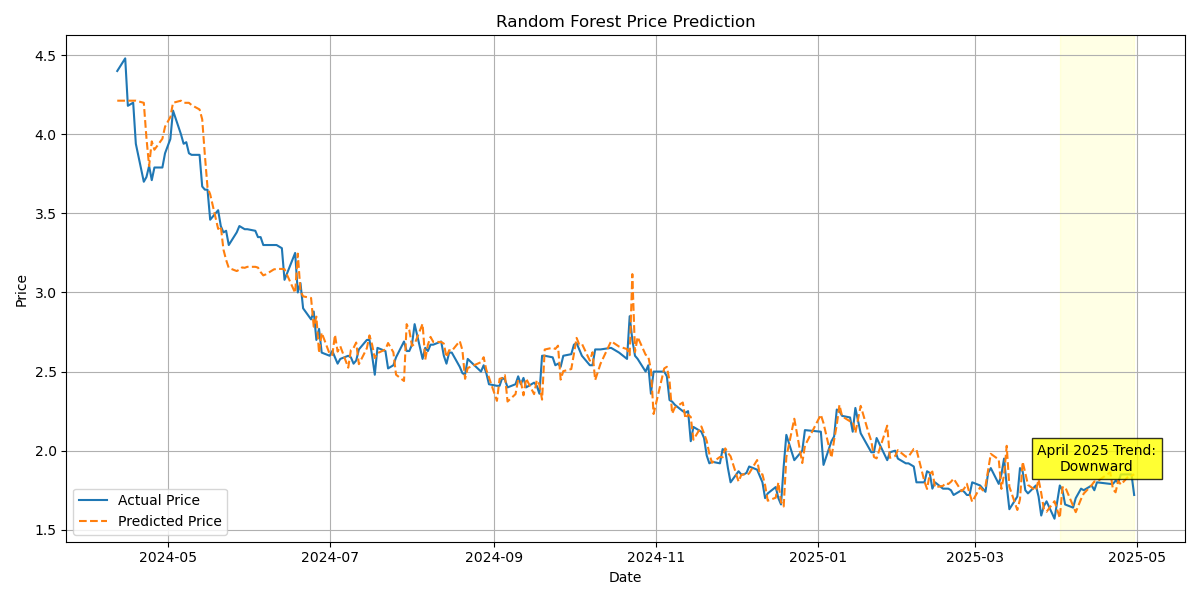 Random Forest Price Prediction
Price
4.5
4.0
3.5
3.0
2.5
2.0
1.5
April 2025 Trend:
Downward
Actual Price
Predicted Price
2024-05
2024-07
2024-09
2024-11
2025-01
2025-03
2025-05
Date